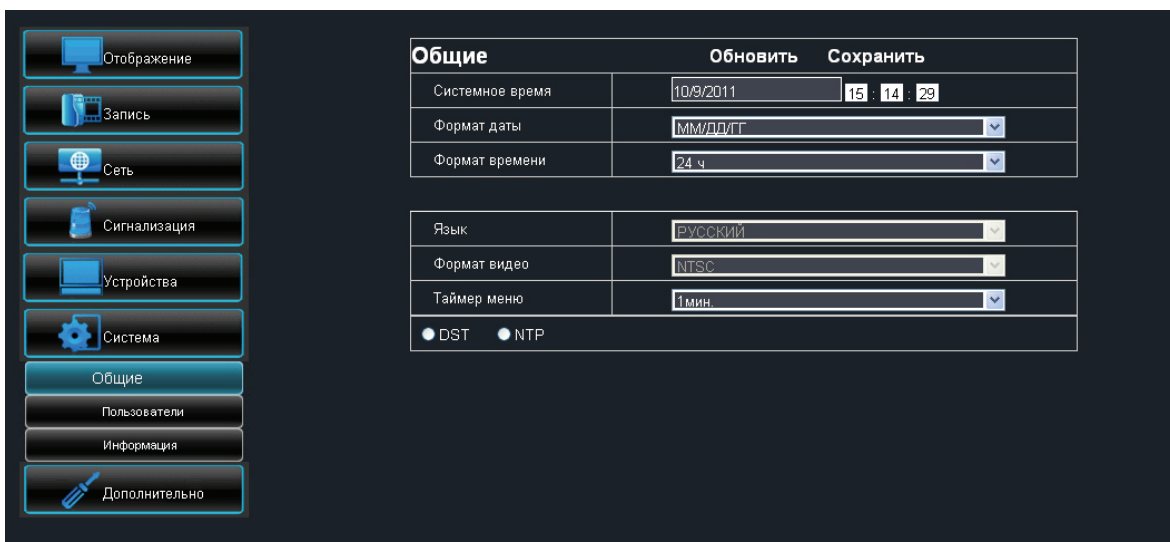 Отображение
Запись
Сеть
Сигнализация
Устройства
Система
Общие
Пользователи
Информация
Дополнительно
Общие Обновить Сохранить
Системное время 10/9/2011 15 : 14 : 29
Формат даты ММ/ДД/ГГ
Формат времени 24 ч
Язык РУССКИЙ
Формат видео NTSC
Таймер меню 1мин.
DST NTP